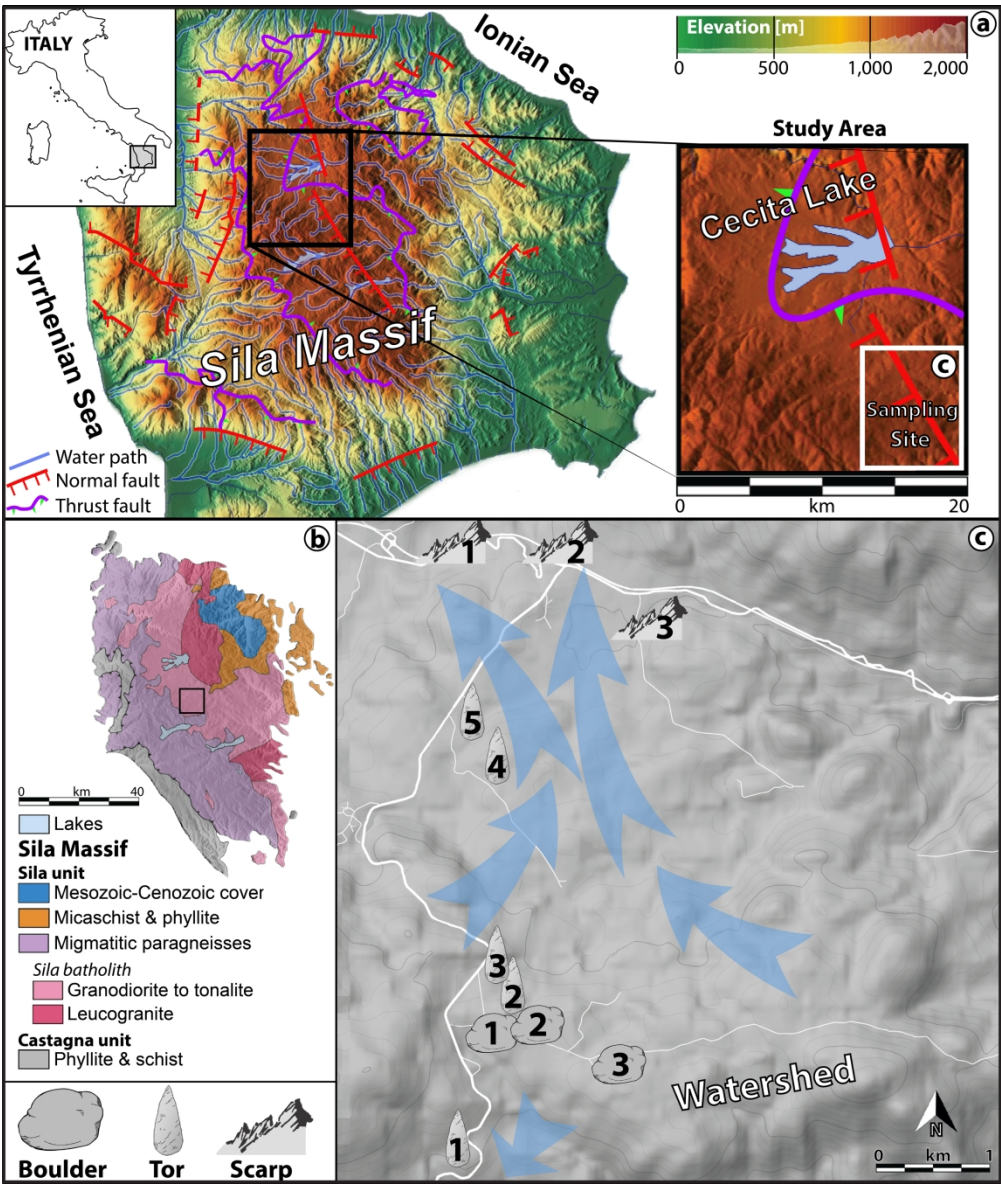 ITALY
Ionian Sea
a
Elevation [m]
0 500 1,000 2,000
Tyrrhenian Sea
Sila Massif
Water path
Normal fault
Thrust fault
Study Area
Cecita Lake
c
Sampling
Site
km 20
b
0 km 40
Lakes
Sila Massif
Sila unit
Mesozoic-Cenozoic cover
Micaschist & phyllite
Migmatitic paragneisses
Sila batholith
Granodiorite to tonalite
Leucogranite
Castagna unit
Phyllite & schist
Boulder Tor Scarp
c
1 2
3
5
4
3
2
1 2
3
1
Watershed
N
0 km 1